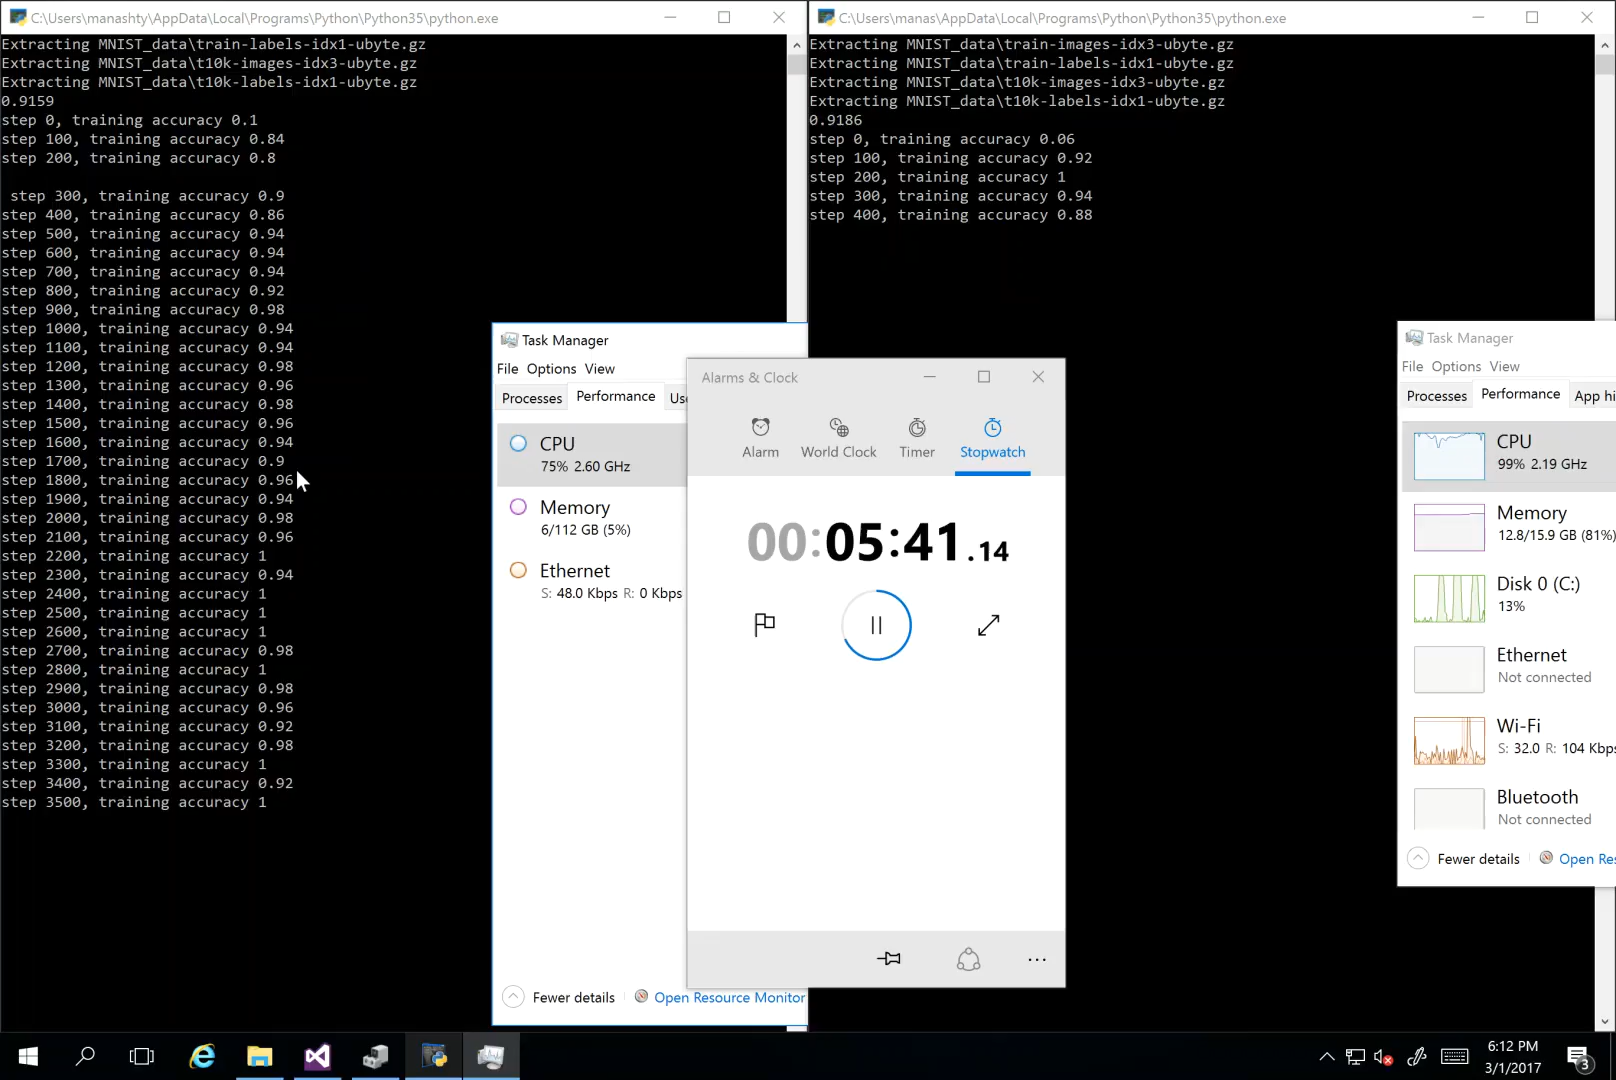 C:\Users\manashty\AppData\Local\Programs\Python\Python35\python.exe
Extracting MNIST_data\train-labels-idx1-ubyte.gz
Extracting MNIST_data\t10k-images-idx3-ubyte.gz
Extracting MNIST_data\t10k-labels-idx1-ubyte.gz
0.9159
step 0, training accuracy 0.1
step 100, training accuracy 0.84
step 200, training accuracy 0.8
step 300, training accuracy 0.9
step 400, training accuracy 0.86
step 500, training accuracy 0.94
step 600, training accuracy 0.94
step 700, training accuracy 0.94
step 800, training accuracy 0.92
step 900, training accuracy 0.98
step 1000, training accuracy 0.94
step 1100, training accuracy 0.94
step 1200, training accuracy 0.98
step 1300, training accuracy 0.96
step 1400, training accuracy 0.98
step 1500, training accuracy 0.96
step 1600, training accuracy 0.94
step 1700, training accuracy 0.9
step 1800, training accuracy 0.96
step 1900, training accuracy 0.94
step 2000, training accuracy 0.98
step 2100, training accuracy 0.96
step 2200, training accuracy 1
step 2300, training accuracy 0.94
step 2400, training accuracy 1
step 2500, training accuracy 1
step 2600, training accuracy 1
step 2700, training accuracy 0.98
step 2800, training accuracy 1
step 2900, training accuracy 0.98
step 3000, training accuracy 0.96
step 3100, training accuracy 0.92
step 3200, training accuracy 0.98
step 3300, training accuracy 1
step 3400, training accuracy 0.92
step 3500, training accuracy 1
C:\Users\manas\AppData\Local\Programs\Python\Python35\python.exe
Extracting MNIST_data\train-images-idx3-ubyte.gz
Extracting MNIST_data\train-labels-idx1-ubyte.gz
Extracting MNIST_data\t10k-images-idx3-ubyte.gz
Extracting MNIST_data\t10k-labels-idx1-ubyte.gz
0.9186
step 0, training accuracy 0.06
step 100, training accuracy 0.92
step 200, training accuracy 1
step 300, training accuracy 0.94
step 400, training accuracy 0.88
Task Manager
File Options View
Processes Performance Use
CPU
75% 2.60 GHz
Memory
6/112 GB (5%)
Ethernet
S: 48.0 Kbps R: 0 Kbps
Fewer details Open Resource Monitor
Alarms & Clock
Alarm World Clock Timer Stopwatch
00:05:41.14
...
Task Manager
File Options View
Processes Performance App hi
CPU
99% 2.19 GHz
Memory
12.8/15.9 GB (81%)
Disk 0 (C:)
13%
Ethernet
Not connected
Wi-Fi
S: 32.0 R: 104 Kbps
Bluetooth
Not connected
Fewer details Open Res
6:12 PM
3/1/2017
3